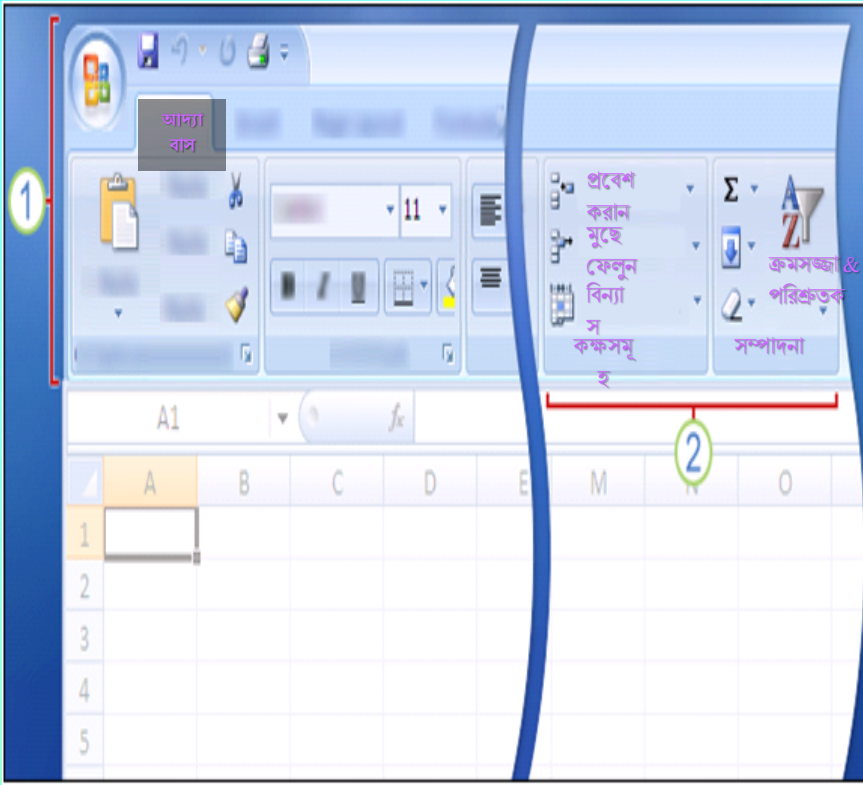 আদ্যা
বাস
11
প্রবেশ
করান
মুছে
ফেলুন
বিন্যা
স
কক্ষসমূ
হ
Σ
A
Z
ক্রমসজ্জা &
পরিশ্রুতক
সম্পাদনা
1
A1
fx
2
A B C D E M N O
1
2
3
4
5